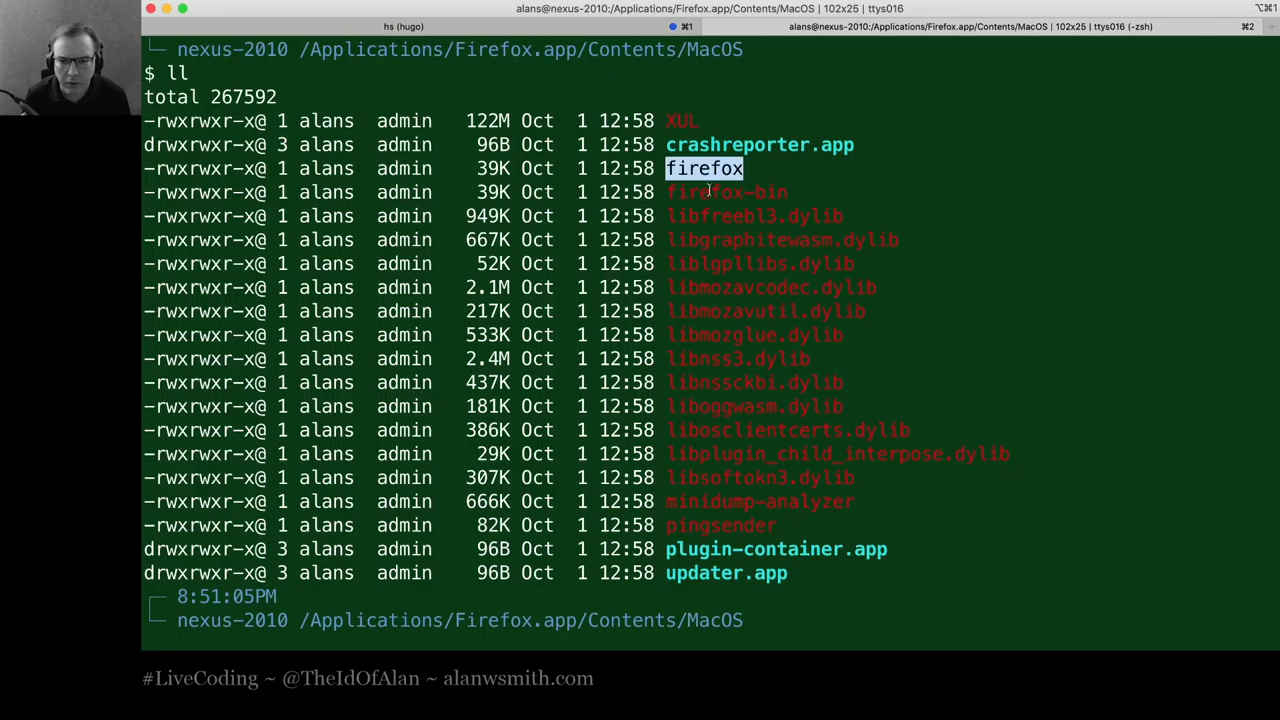 alans@nexus-2010:/Applications/Firefox.app/Contents/MacOS | 102x25 | ttys016
⌥⌘1
hs (hugo)
⌘1
alans@nexus-2010:/Applications/Firefox.app/Contents/MacOS | 102x25 | ttys016 (-zsh)
⌘2
└─ nexus-2010 /Applications/Firefox.app/Contents/MacOS
$ ll
total 267592
-rwxrwxr-x@ 1 alans  admin   122M Oct  1 12:58 XUL
drwxrwxr-x@ 3 alans  admin    96B Oct  1 12:58 crashreporter.app
-rwxrwxr-x@ 1 alans  admin    39K Oct  1 12:58 firefox
-rwxrwxr-x@ 1 alans  admin    39K Oct  1 12:58 firefox-bin
-rwxrwxr-x@ 1 alans  admin   949K Oct  1 12:58 libfreebl3.dylib
-rwxrwxr-x@ 1 alans  admin   667K Oct  1 12:58 libgraphitewasm.dylib
-rwxrwxr-x@ 1 alans  admin    52K Oct  1 12:58 liblgpllibs.dylib
-rwxrwxr-x@ 1 alans  admin   2.1M Oct  1 12:58 libmozavcodec.dylib
-rwxrwxr-x@ 1 alans  admin   217K Oct  1 12:58 libmozavutil.dylib
-rwxrwxr-x@ 1 alans  admin   533K Oct  1 12:58 libmozglue.dylib
-rwxrwxr-x@ 1 alans  admin   2.4M Oct  1 12:58 libnss3.dylib
-rwxrwxr-x@ 1 alans  admin   437K Oct  1 12:58 libnssckbi.dylib
-rwxrwxr-x@ 1 alans  admin   181K Oct  1 12:58 liboggwasm.dylib
-rwxrwxr-x@ 1 alans  admin   386K Oct  1 12:58 libosclientcerts.dylib
-rwxrwxr-x@ 1 alans  admin    29K Oct  1 12:58 libplugin_child_interpose.dylib
-rwxrwxr-x@ 1 alans  admin   307K Oct  1 12:58 libsoftokn3.dylib
-rwxrwxr-x@ 1 alans  admin   666K Oct  1 12:58 minidump-analyzer
-rwxrwxr-x@ 1 alans  admin    82K Oct  1 12:58 pingsender
drwxrwxr-x@ 3 alans  admin    96B Oct  1 12:58 plugin-container.app
drwxrwxr-x@ 3 alans  admin    96B Oct  1 12:58 updater.app
┌─ 8:51:05PM
└─ nexus-2010 /Applications/Firefox.app/Contents/MacOS
#LiveCoding ~ @TheIdOfAlan ~ alanwsmith.com